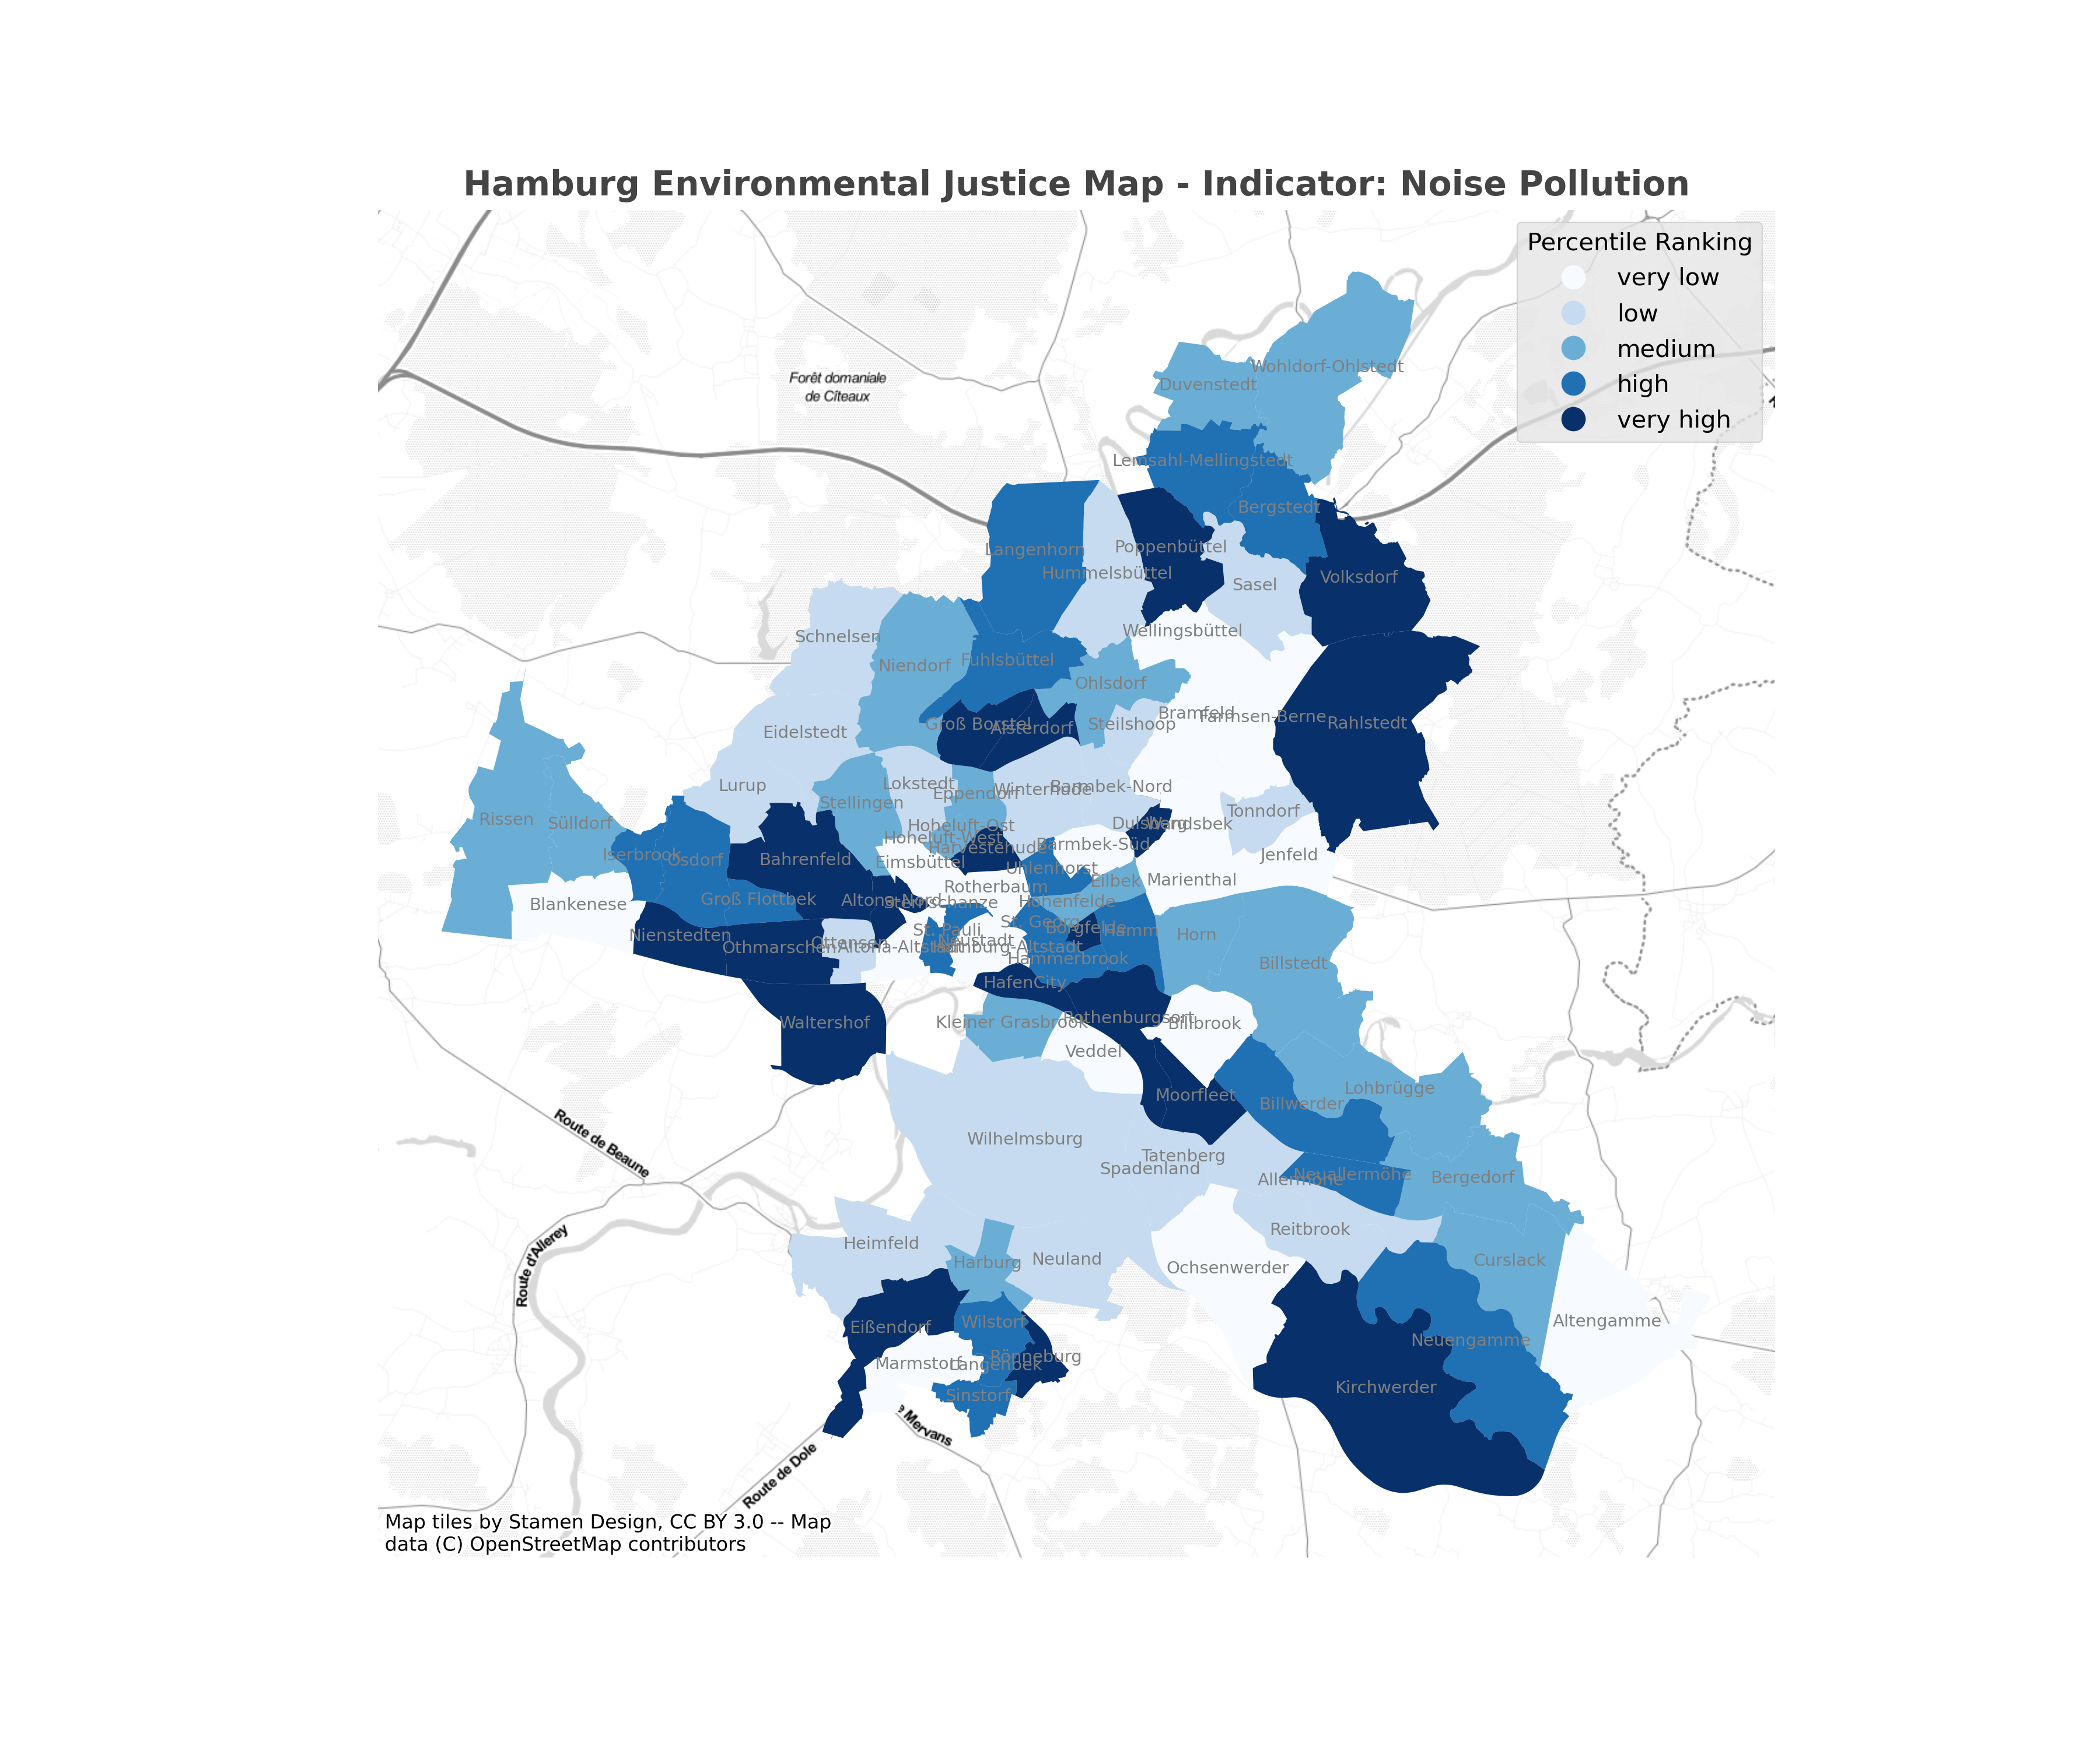 Hamburg Environmental Justice Map - Indicator: Noise Pollution
Percentile Ranking
very low
low
medium
high
very high
Forêt domaniale
de Cîteaux
Wohldorf-Ohlstedt
Duvenstedt
Lemsahl-Mellingstedt
Bergstedt
Langenhorn
Poppenbüttel
Hummelsbüttel
Volksdorf
Sasel
Wellingsbüttel
Schnelsen
Niendorf
Fuhlsbüttel
Ohlsdorf
Bramfeld
Farmsen-Berne
Rahlstedt
Steilshoop
Groß Borstel
Alsterdorf
Eidelstedt
Lurup
Lokstedt
Eppendorf
Winterhude
Barmbek-Nord
Stellingen
Tonndorf
Rissen
Sülldorf
Hoheluft-Ost
Dulsberg
Wandsbek
Hoheluft-West
Harvestehude
Barmbek-Süd
Iserbrook
Osdorf
Bahrenfeld
Eimsbüttel
Jenfeld
Uhlenhorst
Eilbek
Marienthal
Rotherbaum
Blankenese
Groß Flottbek
Altona-Nord
Sternschanze
Hohenfelde
St. Georg
Borgfelde
Hamm
Horn
St. Pauli
Nienstedten
Othmarschen
Ottensen
Altona-Altstadt
Neustadt
Hamburg-Altstadt
Hammerbrook
Billstedt
HafenCity
Waltershof
Kleiner Grasbrook
Rothenburgsort
Billbrook
Veddel
Moorfleet
Billwerder
Lohbrügge
Route de Beaune
Wilhelmsburg
Tatenberg
Spadenland
Allermöhe
Neuallermöhe
Bergedorf
Route d'Allerey
Heimfeld
Harburg
Neuland
Reitbrook
Ochsenwerder
Curslack
Eißendorf
Wilstorf
Altengamme
Neuengamme
Marmstorf
Langenbek
Rönneburg
Kirchwerder
Sinstorf
Mervans
Route de Dole
Map tiles by Stamen Design, CC BY 3.0 -- Map
data (C) OpenStreetMap contributors